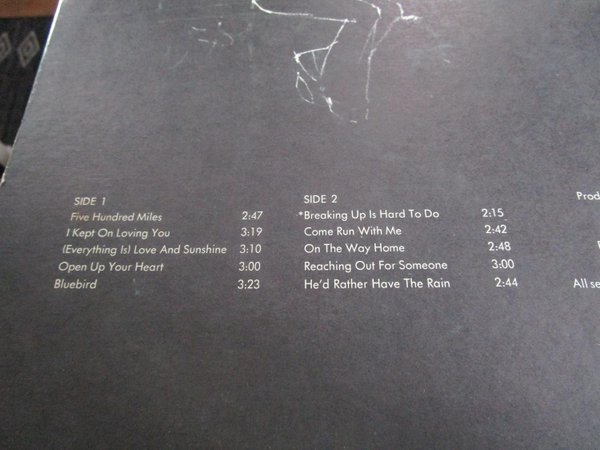 SIDE 1
Five Hundred Miles 2:47
I Kept On Loving You 3:19
(Everything Is) Love And Sunshine 3:10
Open Up Your Heart 3:00
Bluebird 3:23
SIDE 2
*Breaking Up Is Hard To Do 2:15
Come Run With Me 2:42
On The Way Home 2:48
Reaching Out For Someone 3:00
He'd Rather Have The Rain 2:44
Prod
All se